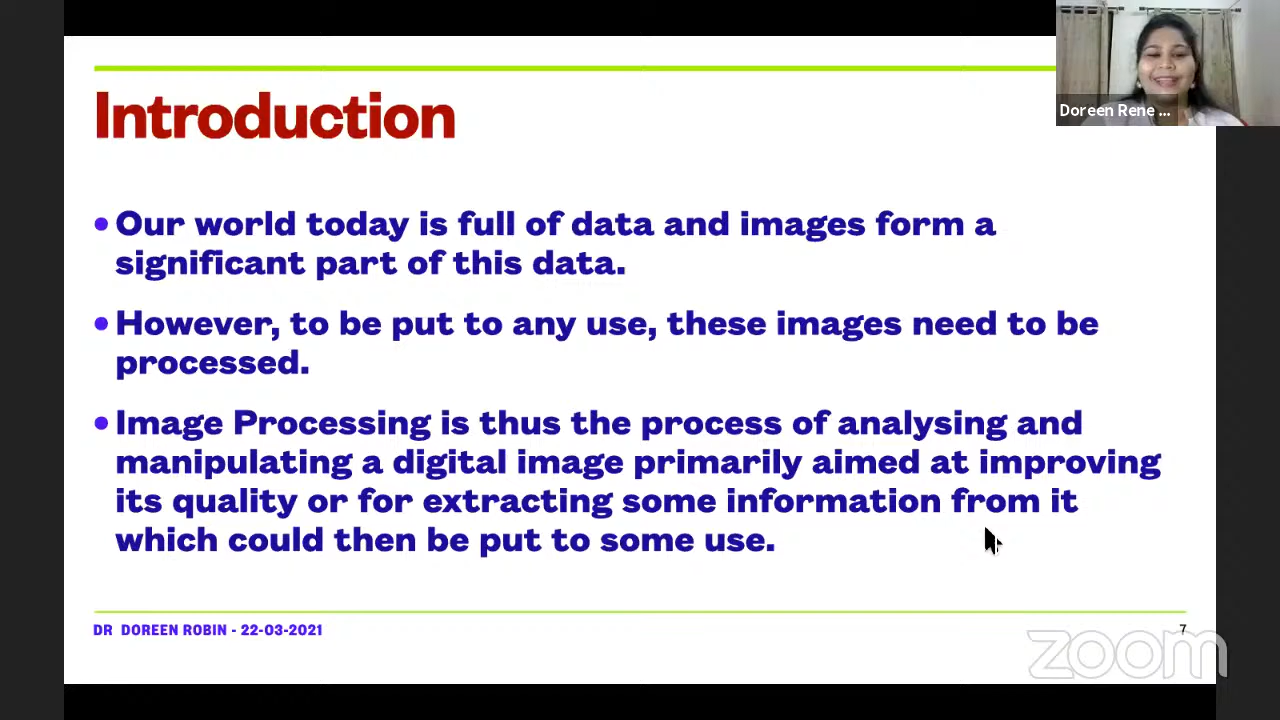 Introduction
Doreen Rene ...
• Our world today is full of data and images form a
significant part of this data.
• However, to be put to any use, these images need to be
processed.
• Image Processing is thus the process of analysing and
manipulating a digital image primarily aimed at improving
its quality or for extracting some information from it
which could then be put to some use.
DR DOREEN ROBIN - 22-03-2021
7
zoom